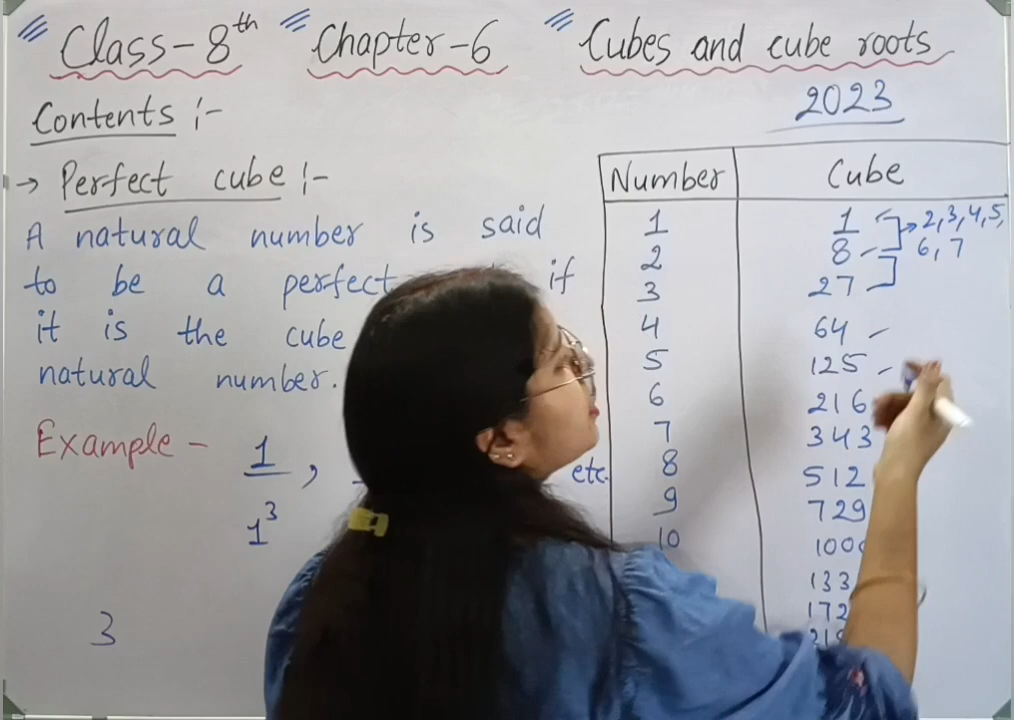 Class-8th Chapter-6 Cubes and cube roots
2023
Contents :-
→ Perfect cube :-
A natural number is said
to be a perfect if
it is the cube
natural number.
Example - 1, etc.
1³
3
Number Cube
1 1 2,3,4,5,
2 8 6,7
3 27
4 64
5 125
6 216
7 343
8 512
9 729
10